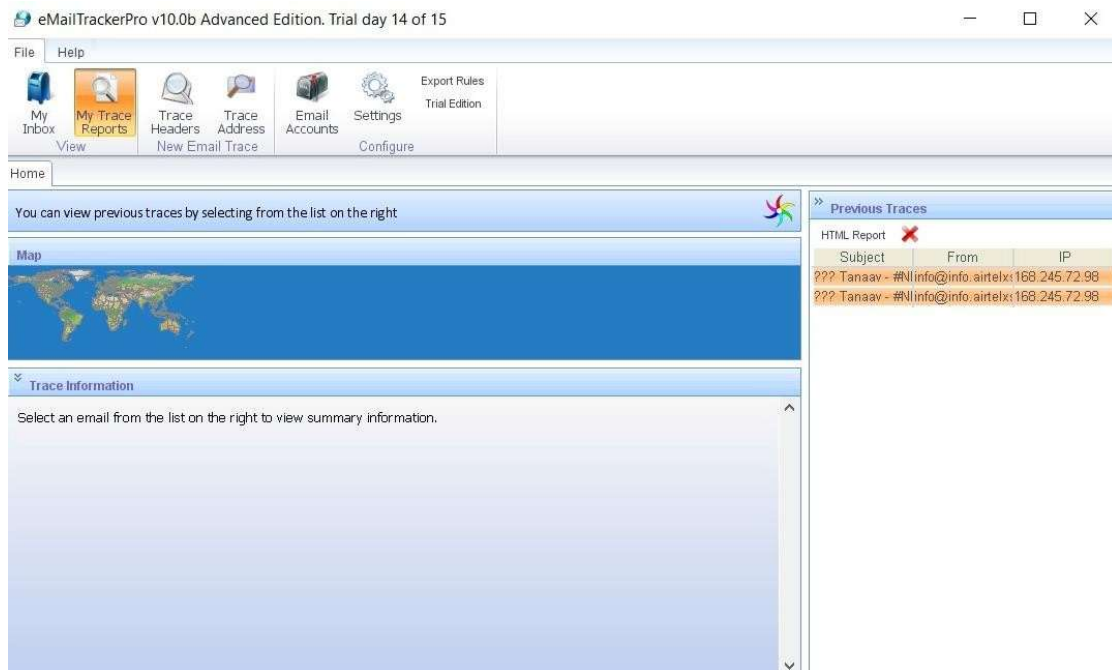 eMailTrackerPro v10.0b Advanced Edition. Trial day 14 of 15
File Help
My Inbox
My Trace Reports
Trace Headers
Trace Address
Email Accounts
Settings
Export Rules
Trial Edition
View
New Email Trace
Configure
Home
You can view previous traces by selecting from the list on the right
Map
Trace Information
Select an email from the list on the right to view summary information.
Previous Traces
HTML Report
Subject From IP
??? Tanaav - #N info@info.airtelx 168.245.72.98
??? Tanaav - #N info@info.airtelx 168.245.72.98